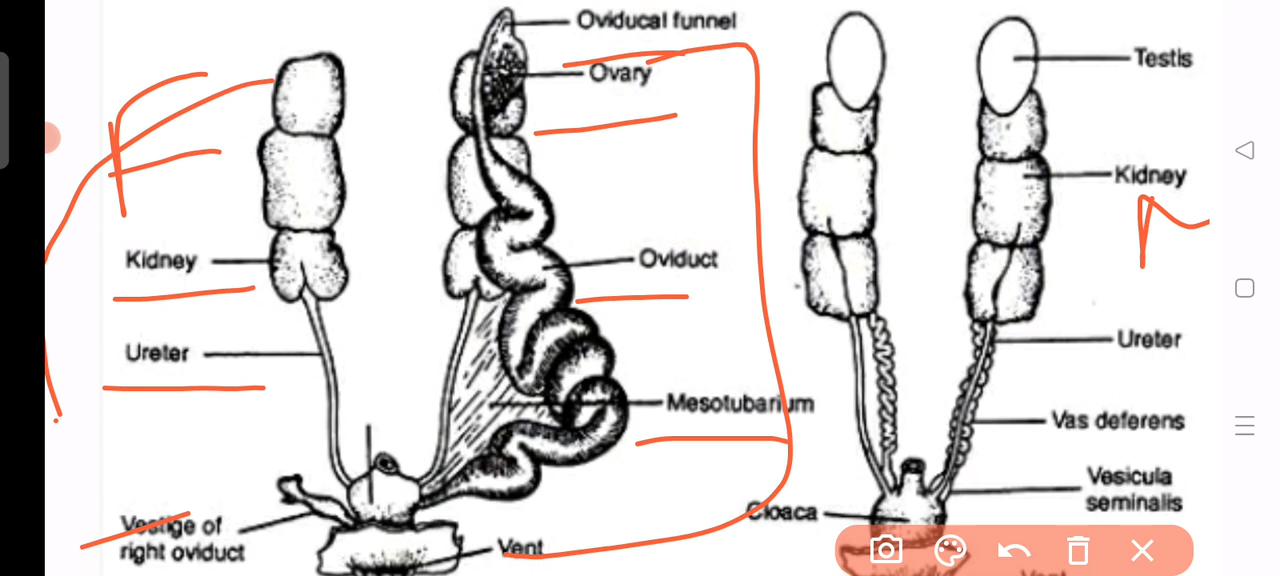 Oviducal funnel
Ovary
Kidney
Oviduct
Ureter
Mesotubarium
Vestige of
right oviduct
Vent
Testis
Kidney
Ureter
Vas deferens
Vesicula
seminalis
Cloaca